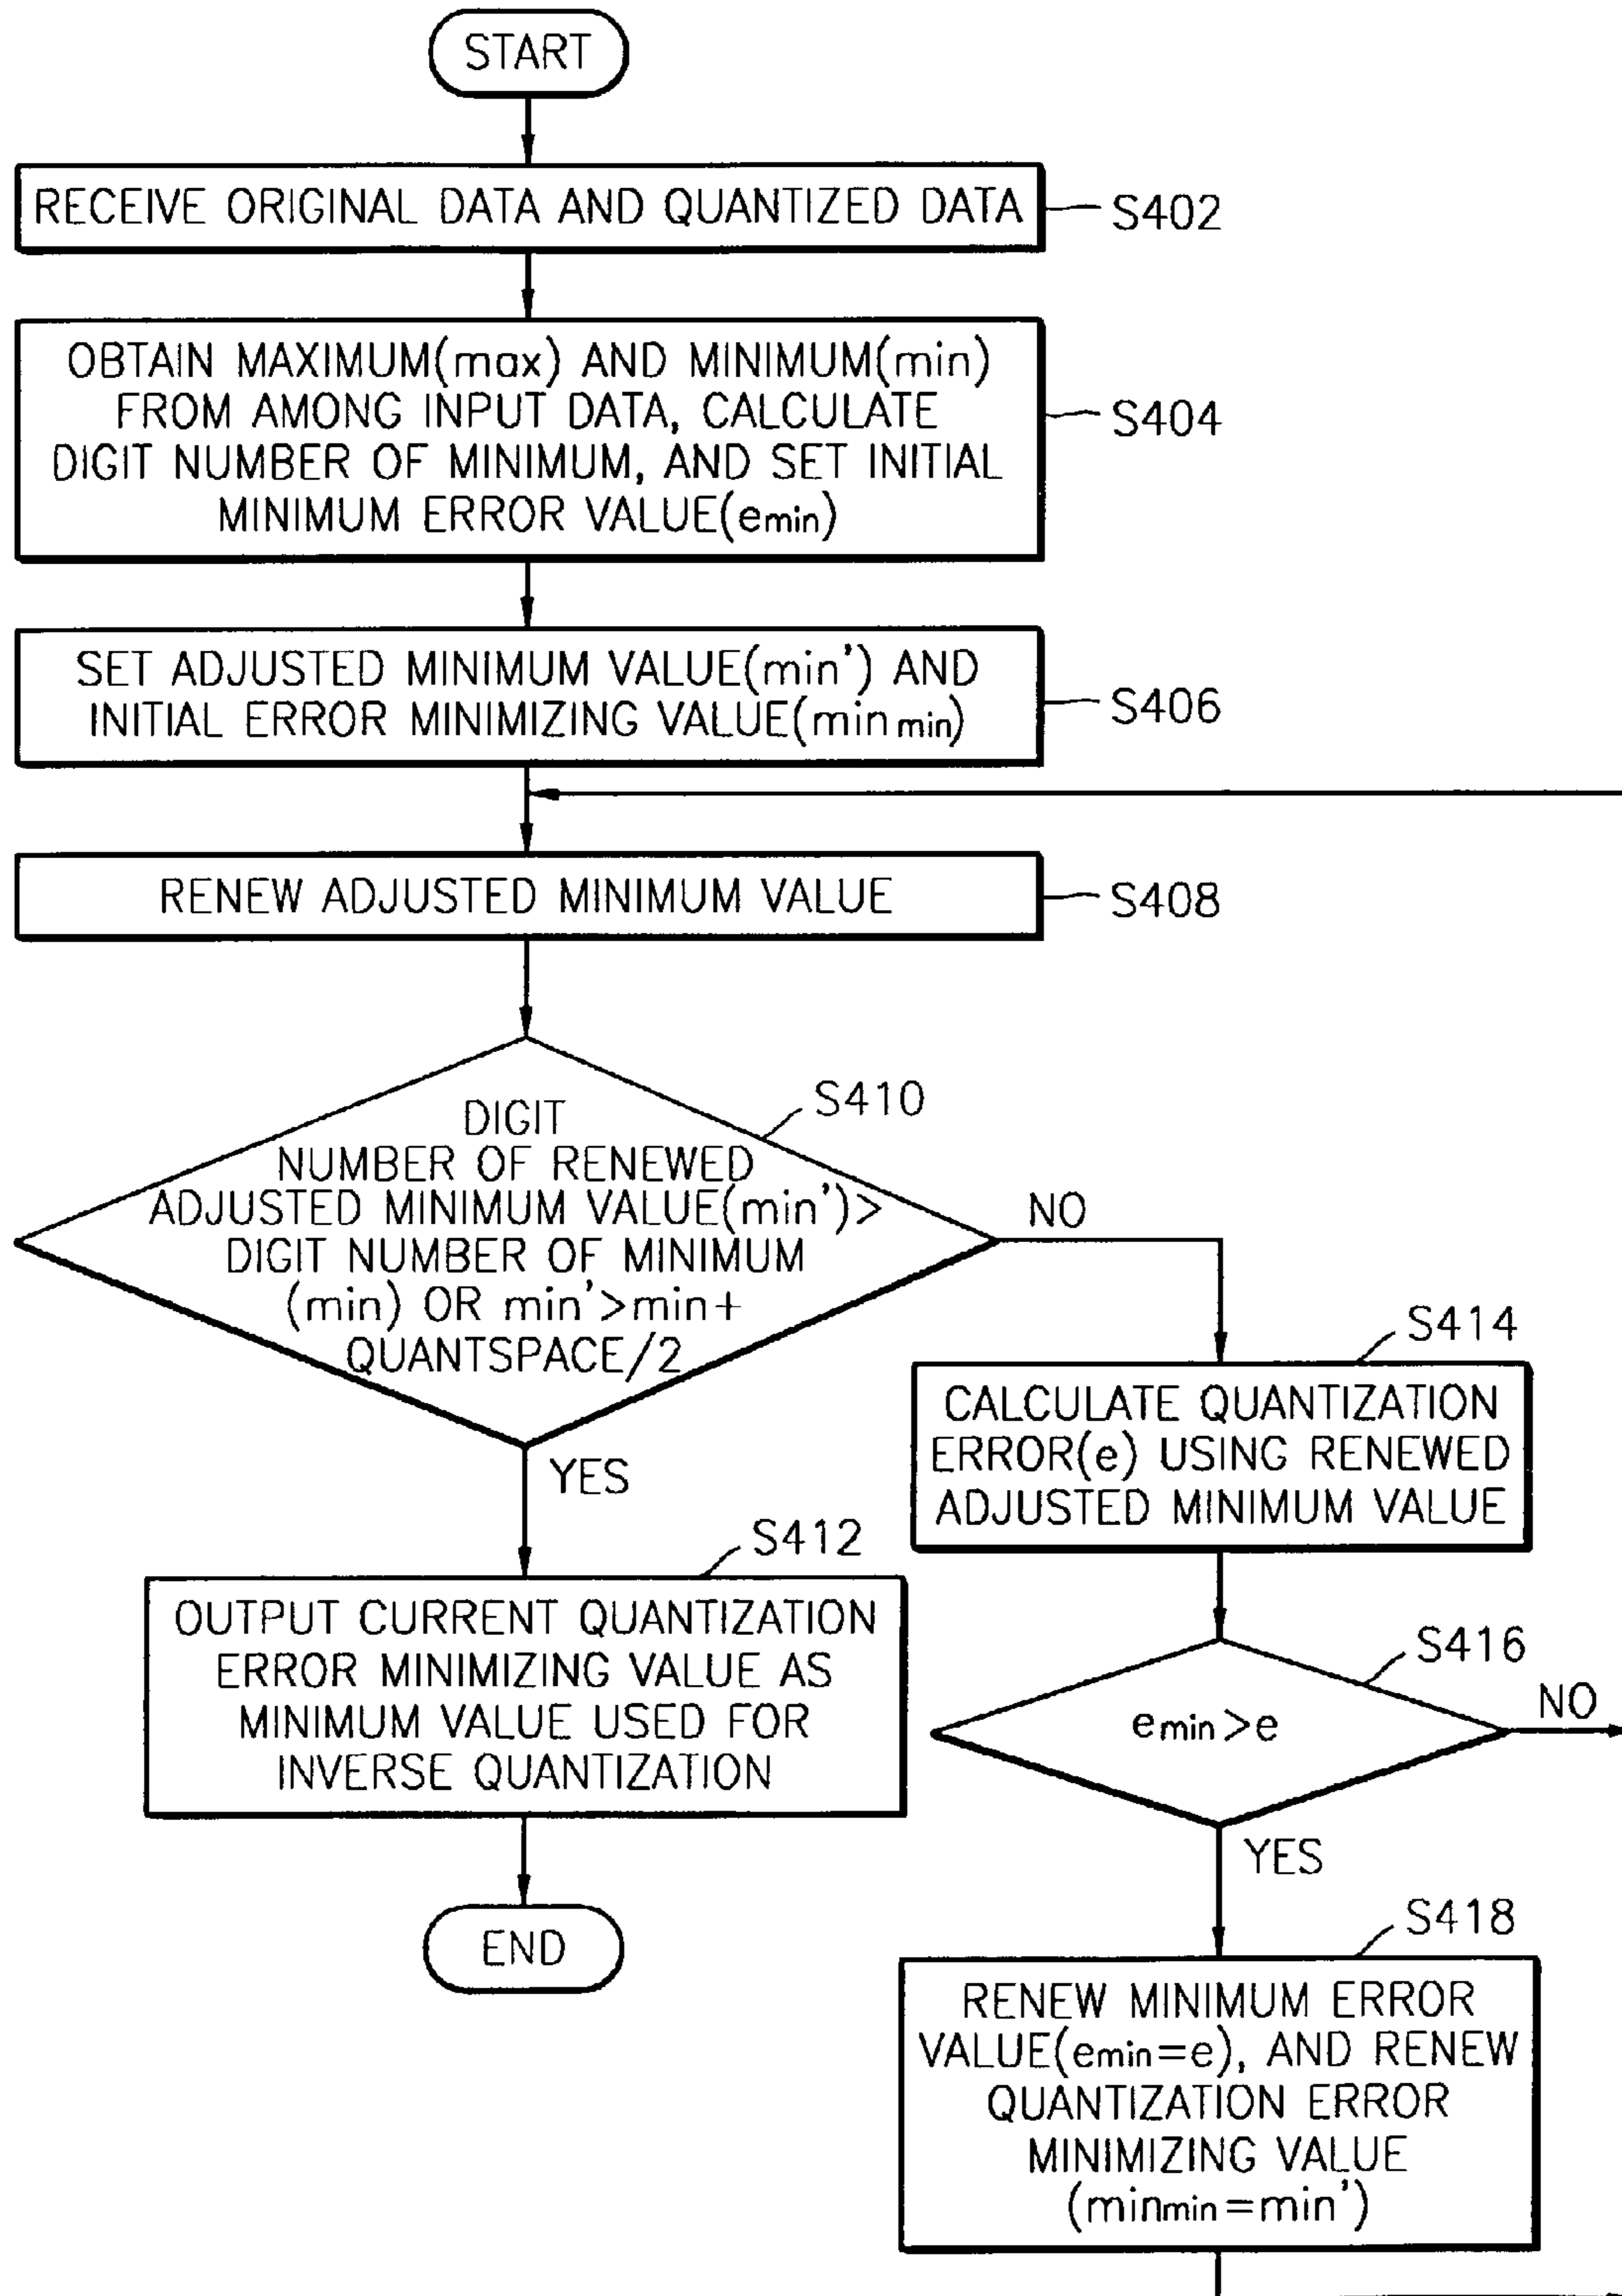 START
RECEIVE ORIGINAL DATA AND QUANTIZED DATA
S402
OBTAIN MAXIMUM(max) AND MINIMUM(min)
FROM AMONG INPUT DATA, CALCULATE
DIGIT NUMBER OF MINIMUM, AND SET INITIAL
MINIMUM ERROR VALUE(emin)
S404
SET ADJUSTED MINIMUM VALUE(min') AND
INITIAL ERROR MINIMIZING VALUE(min min)
S406
RENEW ADJUSTED MINIMUM VALUE
S408
S410
DIGIT
NUMBER OF RENEWED
ADJUSTED MINIMUM VALUE(min')>
DIGIT NUMBER OF MINIMUM
(min) OR min'>min+
QUANTSPACE/2
NO
YES
S412
OUTPUT CURRENT QUANTIZATION
ERROR MINIMIZING VALUE AS
MINIMUM VALUE USED FOR
INVERSE QUANTIZATION
END
S414
CALCULATE QUANTIZATION
ERROR(e) USING RENEWED
ADJUSTED MINIMUM VALUE
S416
emin>e
NO
YES
S418
RENEW MINIMUM ERROR
VALUE(emin=e), AND RENEW
QUANTIZATION ERROR
MINIMIZING VALUE
(minmin=min')